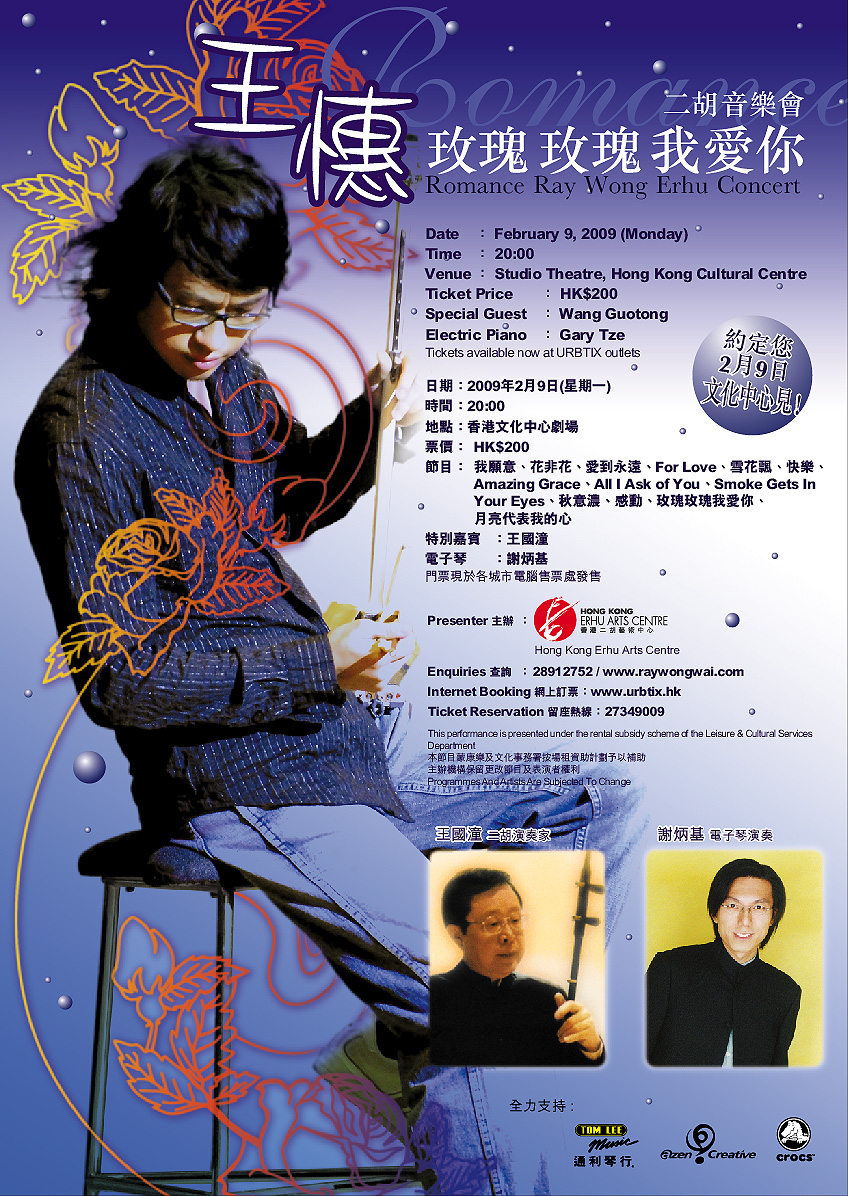 Romance
王憓
二胡音樂會
玫瑰玫瑰我愛你
Romance Ray Wong Erhu Concert
Date : February 9, 2009 (Monday)
Time : 20:00
Venue : Studio Theatre, Hong Kong Cultural Centre
Ticket Price : HK$200
Special Guest : Wang Guotong
Electric Piano : Gary Tze
Tickets available now at URBTIX outlets
約定您
2月9日
文化中心見!
日期：2009年2月9日(星期一)
時間：20:00
地點：香港文化中心劇場
票價： HK$200
節目： 我願意、花非花、愛到永遠、For Love、雪花飄、快樂、
Amazing Grace、All I Ask of You、Smoke Gets In
Your Eyes、秋意濃、感動、玫瑰玫瑰我愛你、
月亮代表我的心
特別嘉賓 ：王國潼
電子琴 ：謝炳基
門票現於各城市電腦售票處發售
Presenter 主辦 ：
HONG KONG
ERHU ARTS CENTRE
香港二胡藝術中心
Hong Kong Erhu Arts Centre
Enquiries 查詢 ：28912752 / www.raywongwai.com
Internet Booking 網上訂票：www.urbtix.hk
Ticket Reservation 留座熱線：27349009
This performance is presented under the rental subsidy scheme of the Leisure & Cultural Services
Department
本節目蒙康樂及文化事務署按場租資助計劃予以補助
主辦機構保留更改節目及表演者權利
Programmes And Artists Are Subjected To Change
王國潼 二胡演奏家
謝炳基 電子琴演奏
全力支持：
TOM LEE
Music
通利琴行
aizen Creative
crocs